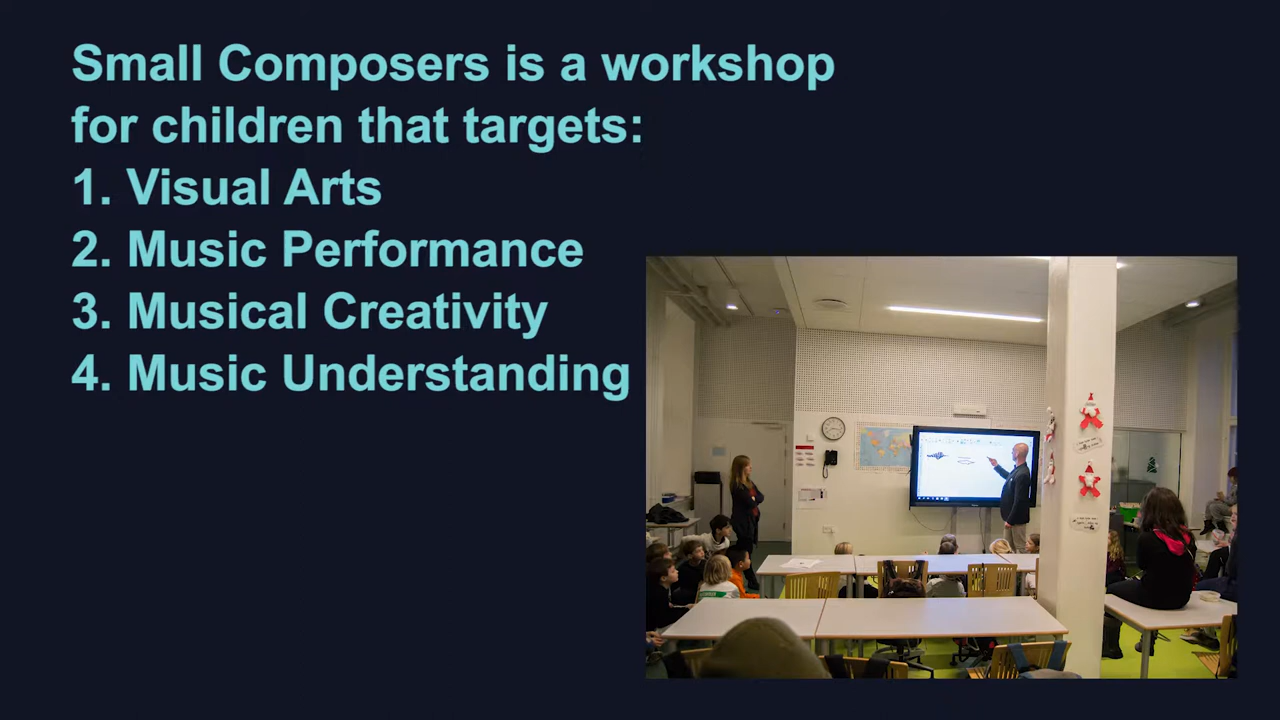 Small Composers is a workshop
for children that targets:
1. Visual Arts
2. Music Performance
3. Musical Creativity
4. Music Understanding